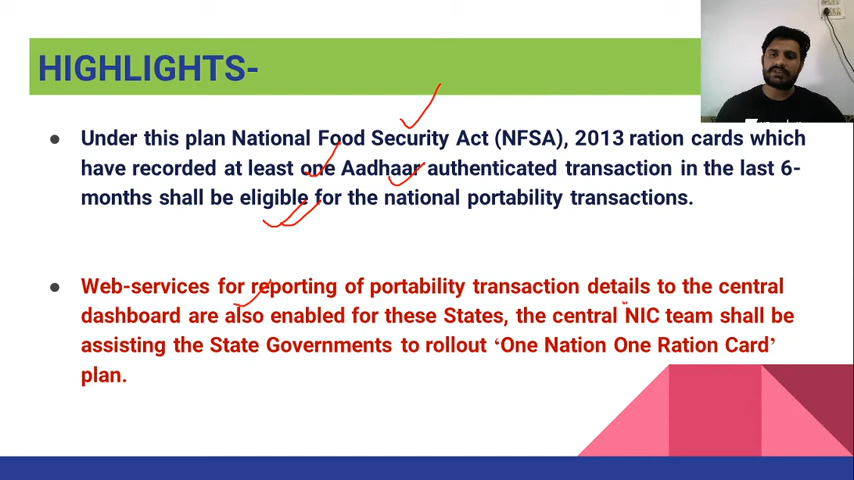 HIGHLIGHTS-
● Under this plan National Food Security Act (NFSA), 2013 ration cards which
have recorded at least one Aadhaar authenticated transaction in the last 6-
months shall be eligible for the national portability transactions.
● Web-services for reporting of portability transaction details to the central
dashboard are also enabled for these States, the central NIC team shall be
assisting the State Governments to rollout ‘One Nation One Ration Card’
plan.